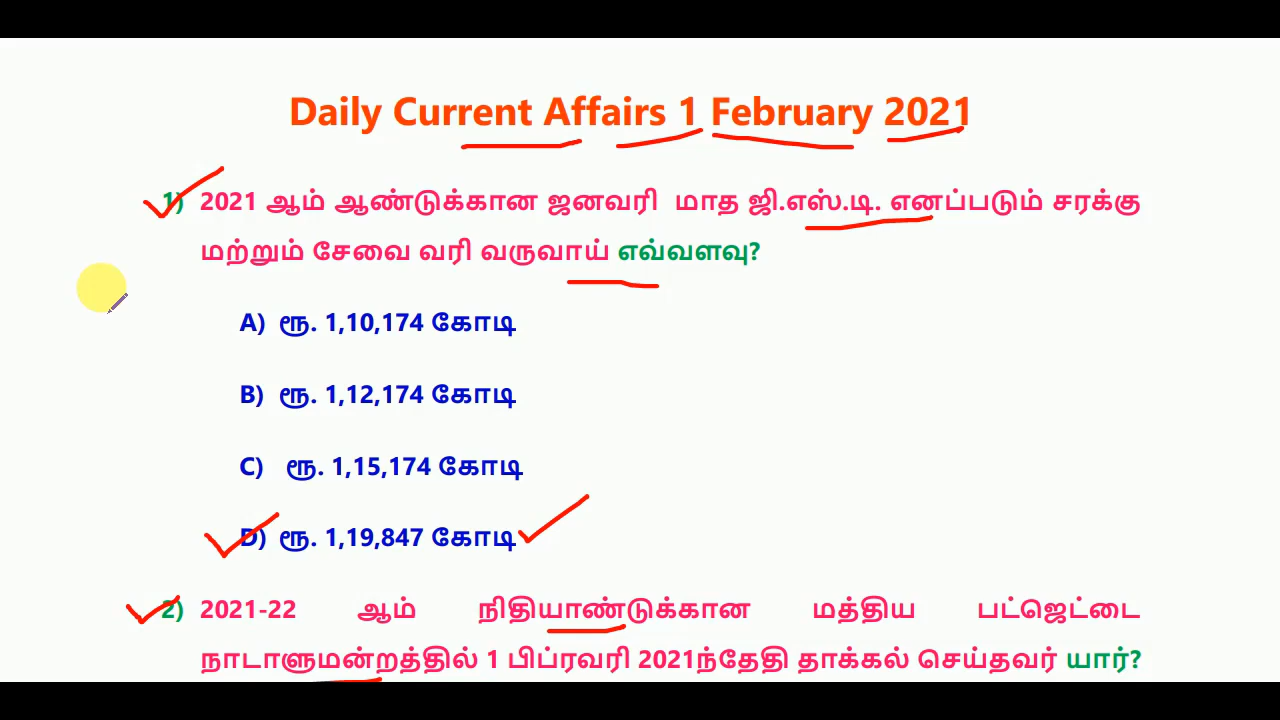 Daily Current Affairs 1 February 2021
1) 2021 ஆம் ஆண்டுக்கான ஜனவரி மாத ஜி.எஸ்.டி. எனப்படும் சரக்கு
மற்றும் சேவை வரி வருவாய் எவ்வளவு?
A) ரூ. 1,10,174 கோடி
B) ரூ. 1,12,174 கோடி
C) ரூ. 1,15,174 கோடி
D) ரூ. 1,19,847 கோடி
2) 2021-22 ஆம் நிதியாண்டுக்கான மத்திய பட்ஜெட்டை
நாடாளுமன்றத்தில் 1 பிப்ரவரி 2021ந்தேதி தாக்கல் செய்தவர் யார்?